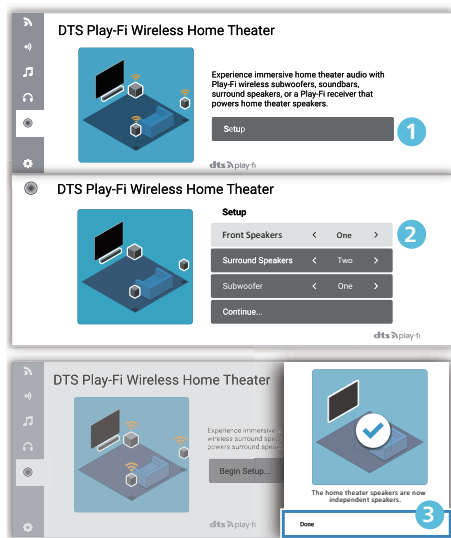 DTS Play-Fi Wireless Home Theater
Experience immersive home theater audio with
Play-Fi wireless subwoofers, soundbars,
surround speakers, or a Play-Fi receiver that
powers home theater speakers.
Setup
1
dts play-fi
DTS Play-Fi Wireless Home Theater
Setup
Front Speakers < One >
2
Surround Speakers < Two >
Subwoofer < One >
Continue...
dts play-fi
DTS Play-Fi Wireless Home Theater
Experience immersive
wireless surround spea
powers surround speak
Begin Setup...
dts play-fi
The home theater speakers are now
independent speakers.
3
Done